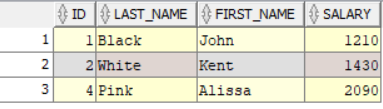 ID LAST_NAME FIRST_NAME SALARY
1 1 Black John 1210
2 2 White Kent 1430
3 4 Pink Alissa 2090